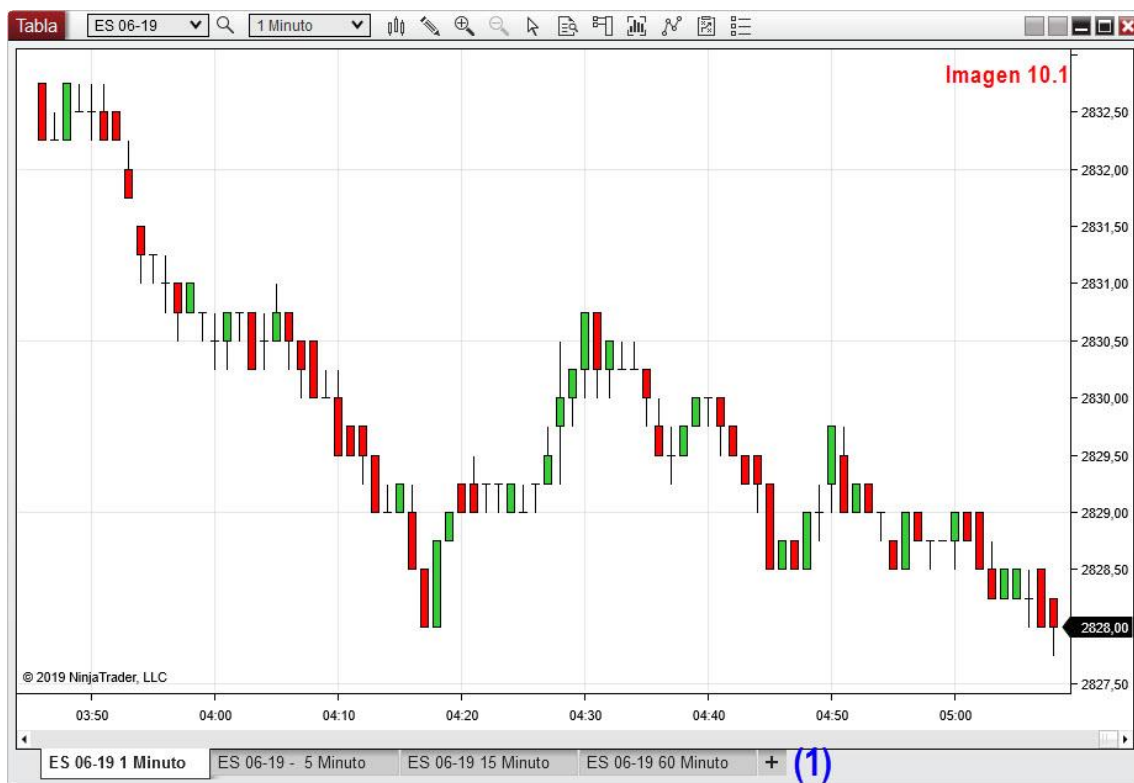 Tabla ES 06-19 1 Minuto
Imagen 10.1
2832,50
2832,00
2831,50
2831,00
2830,50
2830,00
2829,50
2829,00
2828,50
2828,00
2827,50
© 2019 NinjaTrader, LLC
03:50 04:00 04:10 04:20 04:30 04:40 04:50 05:00
ES 06-19 1 Minuto ES 06-19 - 5 Minuto ES 06-19 15 Minuto ES 06-19 60 Minuto + (1)